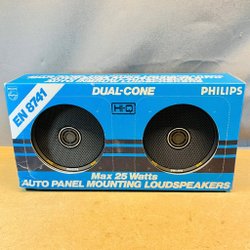 DUAL-CONE
PHILIPS
EN 8741
HI-Q
Max 25 Watts
AUTO PANEL MOUNTING LOUDSPEAKERS